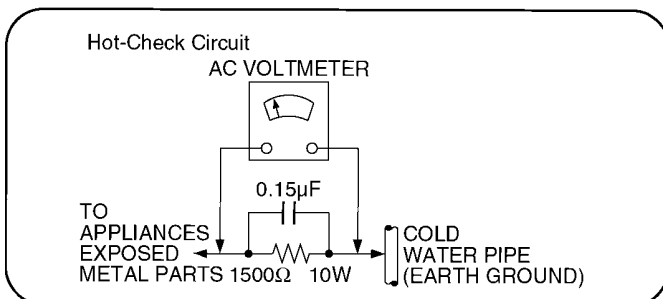 Hot-Check Circuit
AC VOLTMETER
0.15µF
TO
APPLIANCES
EXPOSED
METAL PARTS
1500Ω 10W
COLD
WATER PIPE
(EARTH GROUND)